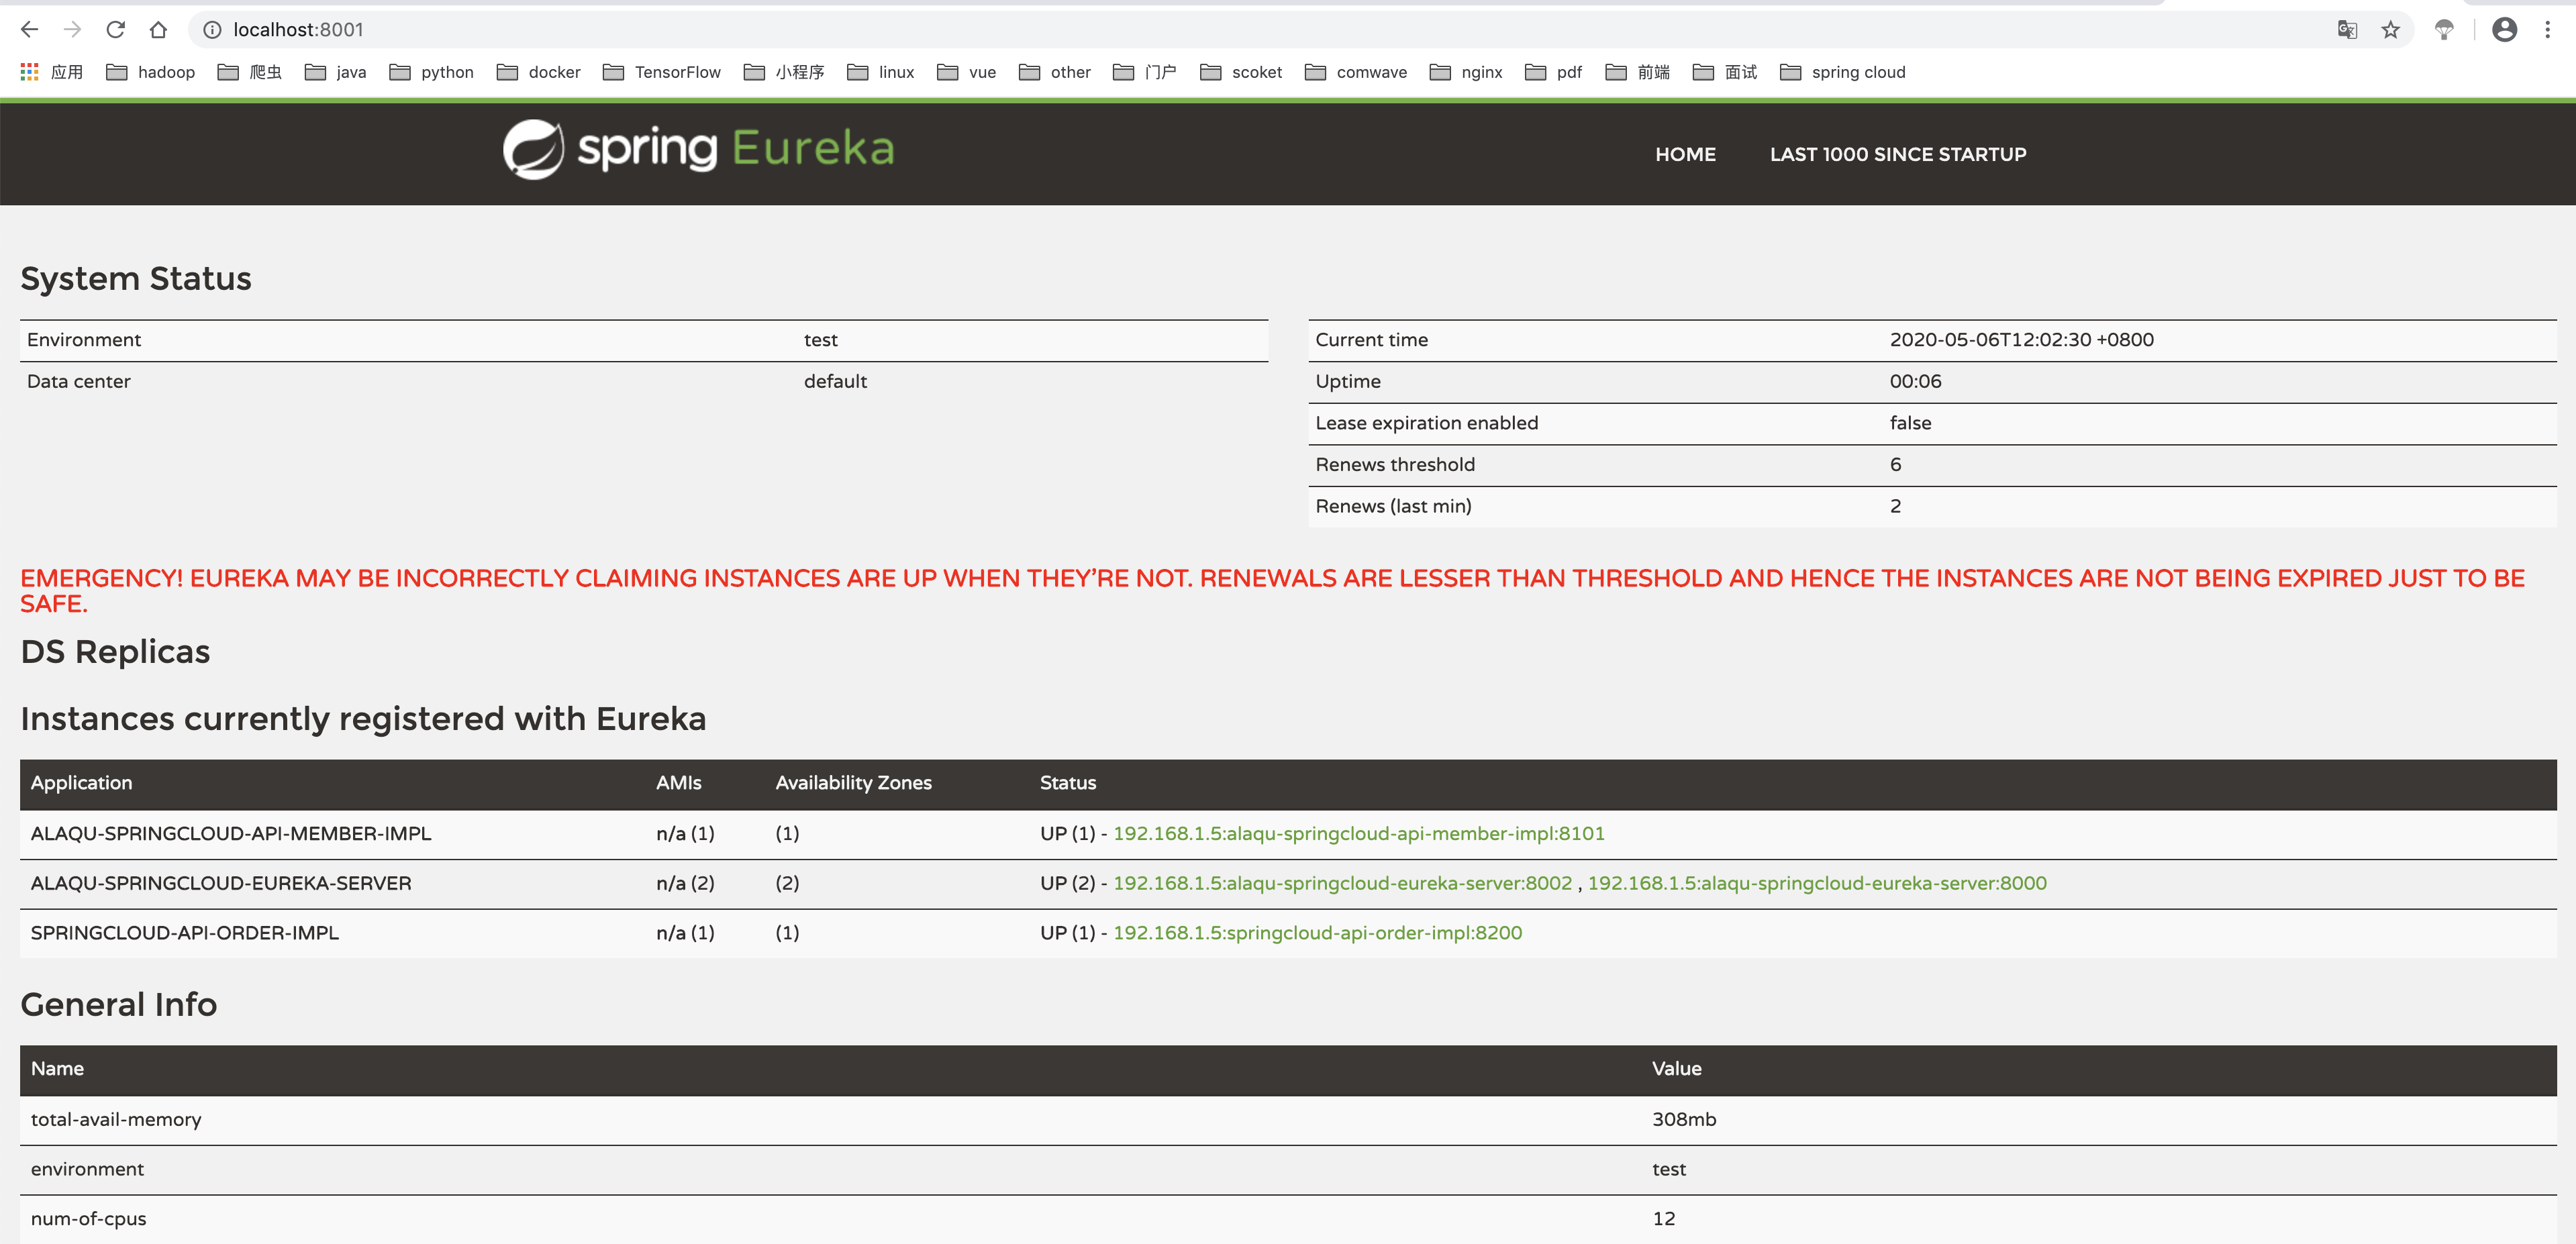 localhost:8001
应用 hadoop 爬虫 java python docker TensorFlow 小程序 linux vue other 门户 scoket comwave nginx pdf 前端 面试 spring cloud
spring Eureka HOME LAST 1000 SINCE STARTUP
System Status
Environment test
Data center default
Current time 2020-05-06T12:02:30 +0800
Uptime 00:06
Lease expiration enabled false
Renews threshold 6
Renews (last min) 2
EMERGENCY! EUREKA MAY BE INCORRECTLY CLAIMING INSTANCES ARE UP WHEN THEY'RE NOT. RENEWALS ARE LESSER THAN THRESHOLD AND HENCE THE INSTANCES ARE NOT BEING EXPIRED JUST TO BE
SAFE.
DS Replicas
Instances currently registered with Eureka
Application AMIs Availability Zones Status
ALAQU-SPRINGCLOUD-API-MEMBER-IMPL n/a (1) (1) UP (1) - 192.168.1.5:alaqu-springcloud-api-member-impl:8101
ALAQU-SPRINGCLOUD-EUREKA-SERVER n/a (2) (2) UP (2) - 192.168.1.5:alaqu-springcloud-eureka-server:8002 , 192.168.1.5:alaqu-springcloud-eureka-server:8000
SPRINGCLOUD-API-ORDER-IMPL n/a (1) (1) UP (1) - 192.168.1.5:springcloud-api-order-impl:8200
General Info
Name Value
total-avail-memory 308mb
environment test
num-of-cpus 12